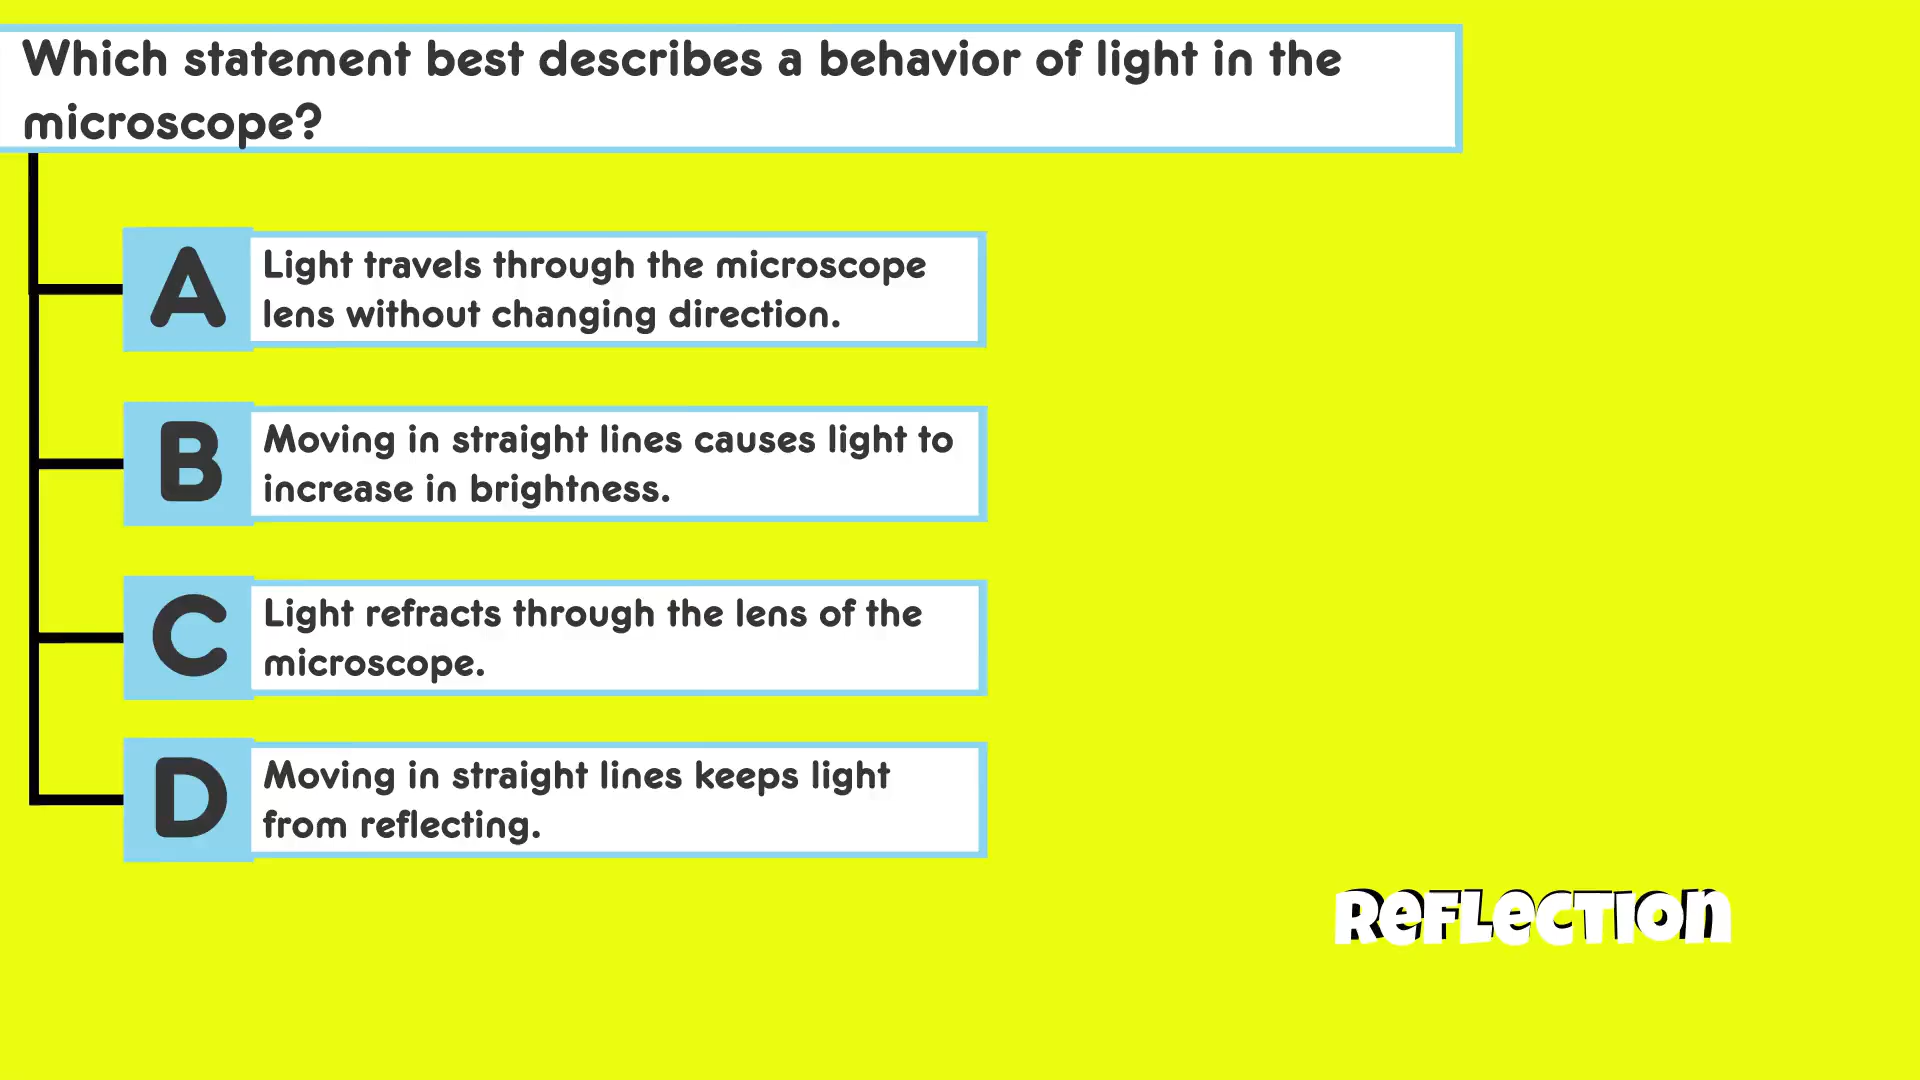 Which statement best describes a behavior of light in the
microscope?
A
Light travels through the microscope
lens without changing direction.
B
Moving in straight lines causes light to
increase in brightness.
C
Light refracts through the lens of the
microscope.
D
Moving in straight lines keeps light
from reflecting.
REFLECTION